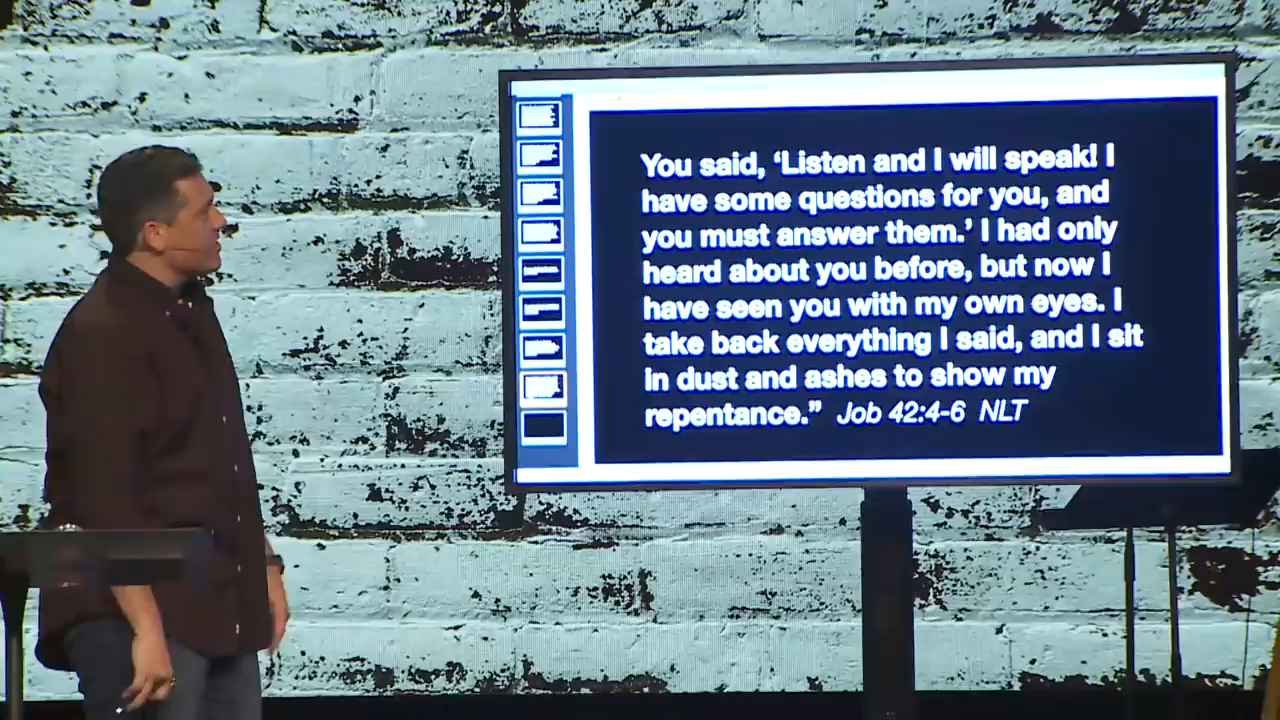 You said, ‘Listen and I will speak! I
have some questions for you, and
you must answer them.’ I had only
heard about you before, but now I
have seen you with my own eyes. I
take back everything I said, and I sit
in dust and ashes to show my
repentance.” Job 42:4-6 NLT